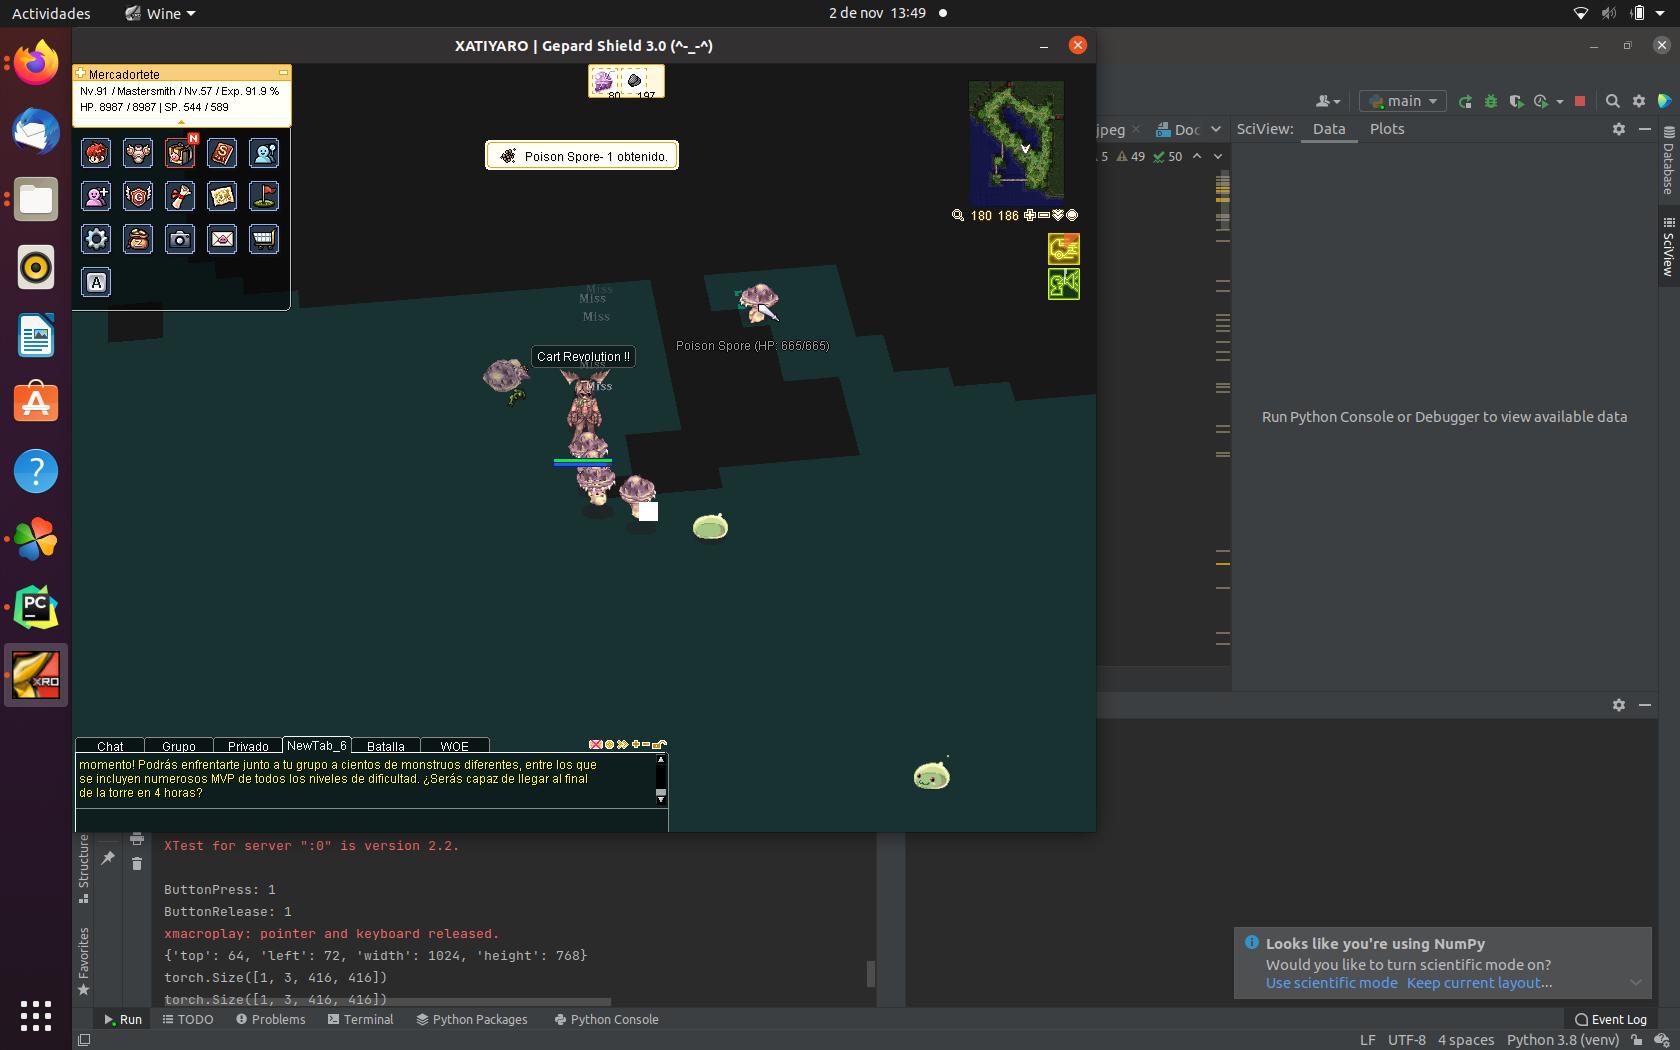 Actividades
Wine
2 de nov 13:49
XATIYARO | Gepard Shield 3.0 (^-_-^)
Mercadortete
Nv.91 / Mastersmith / Nv.57 / Exp. 91.9 %
HP. 8987 / 8987 | SP. 544 / 589
N
80 197
Poison Spore- 1 obtenido.
180 186
A
Miss
Miss
Miss
Poison Spore (HP: 665/665)
Cart Revolution !!
Miss
Miss
Chat
Grupo
Privado
NewTab_6
Batalla
WOE
momento! Podrás enfrentarte junto a tu grupo a cientos de monstruos diferentes, entre los que
se incluyen numerosos MVP de todos los niveles de dificultad. ¿Serás capaz de llegar al final
de la torre en 4 horas?
main
jpeg
Doc
SciView:
Data
Plots
5 49 50
Database
SciView
Run Python Console or Debugger to view available data
PC
XRO
Structure
Favorites
XTest for server ":0" is version 2.2.
ButtonPress: 1
ButtonRelease: 1
xmacroplay: pointer and keyboard released.
{'top': 64, 'left': 72, 'width': 1024, 'height': 768}
torch.Size([1, 3, 416, 416])
torch.Size([1, 3, 416, 416])
Looks like you're using NumPy
Would you like to turn scientific mode on?
Use scientific mode Keep current layout...
Run
TODO
Problems
Terminal
Python Packages
Python Console
Event Log
LF UTF-8 4 spaces Python 3.8 (venv)